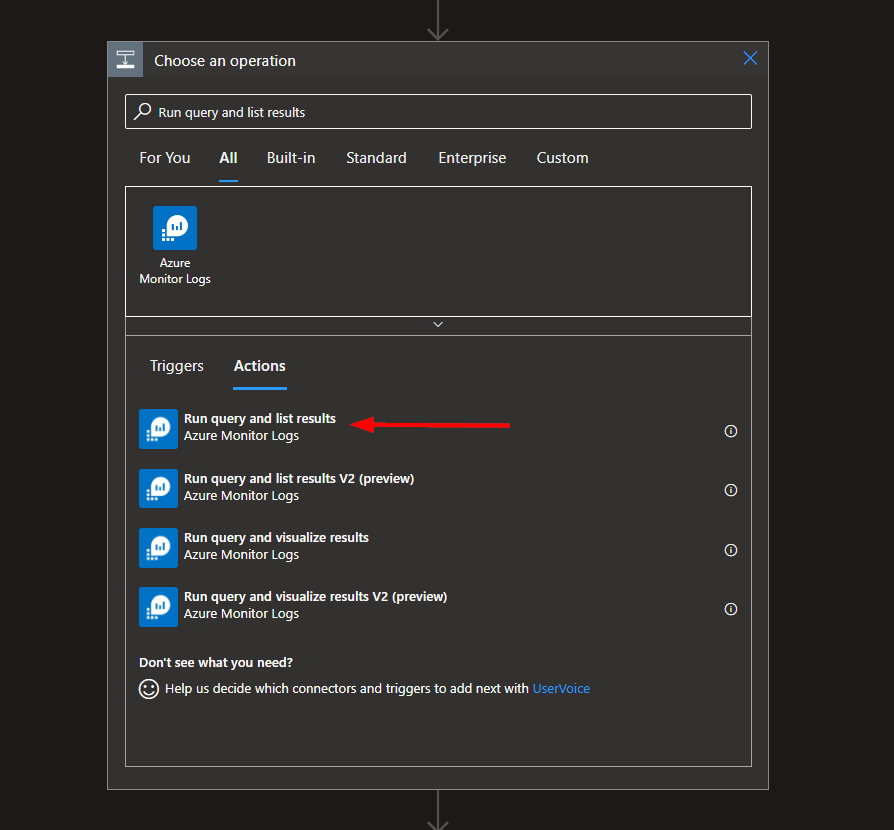 Choose an operation
Run query and list results
For You All Built-in Standard Enterprise Custom
Azure
Monitor Logs
Triggers Actions
Run query and list results
Azure Monitor Logs
Run query and list results V2 (preview)
Azure Monitor Logs
Run query and visualize results
Azure Monitor Logs
Run query and visualize results V2 (preview)
Azure Monitor Logs
Don't see what you need?
Help us decide which connectors and triggers to add next with UserVoice